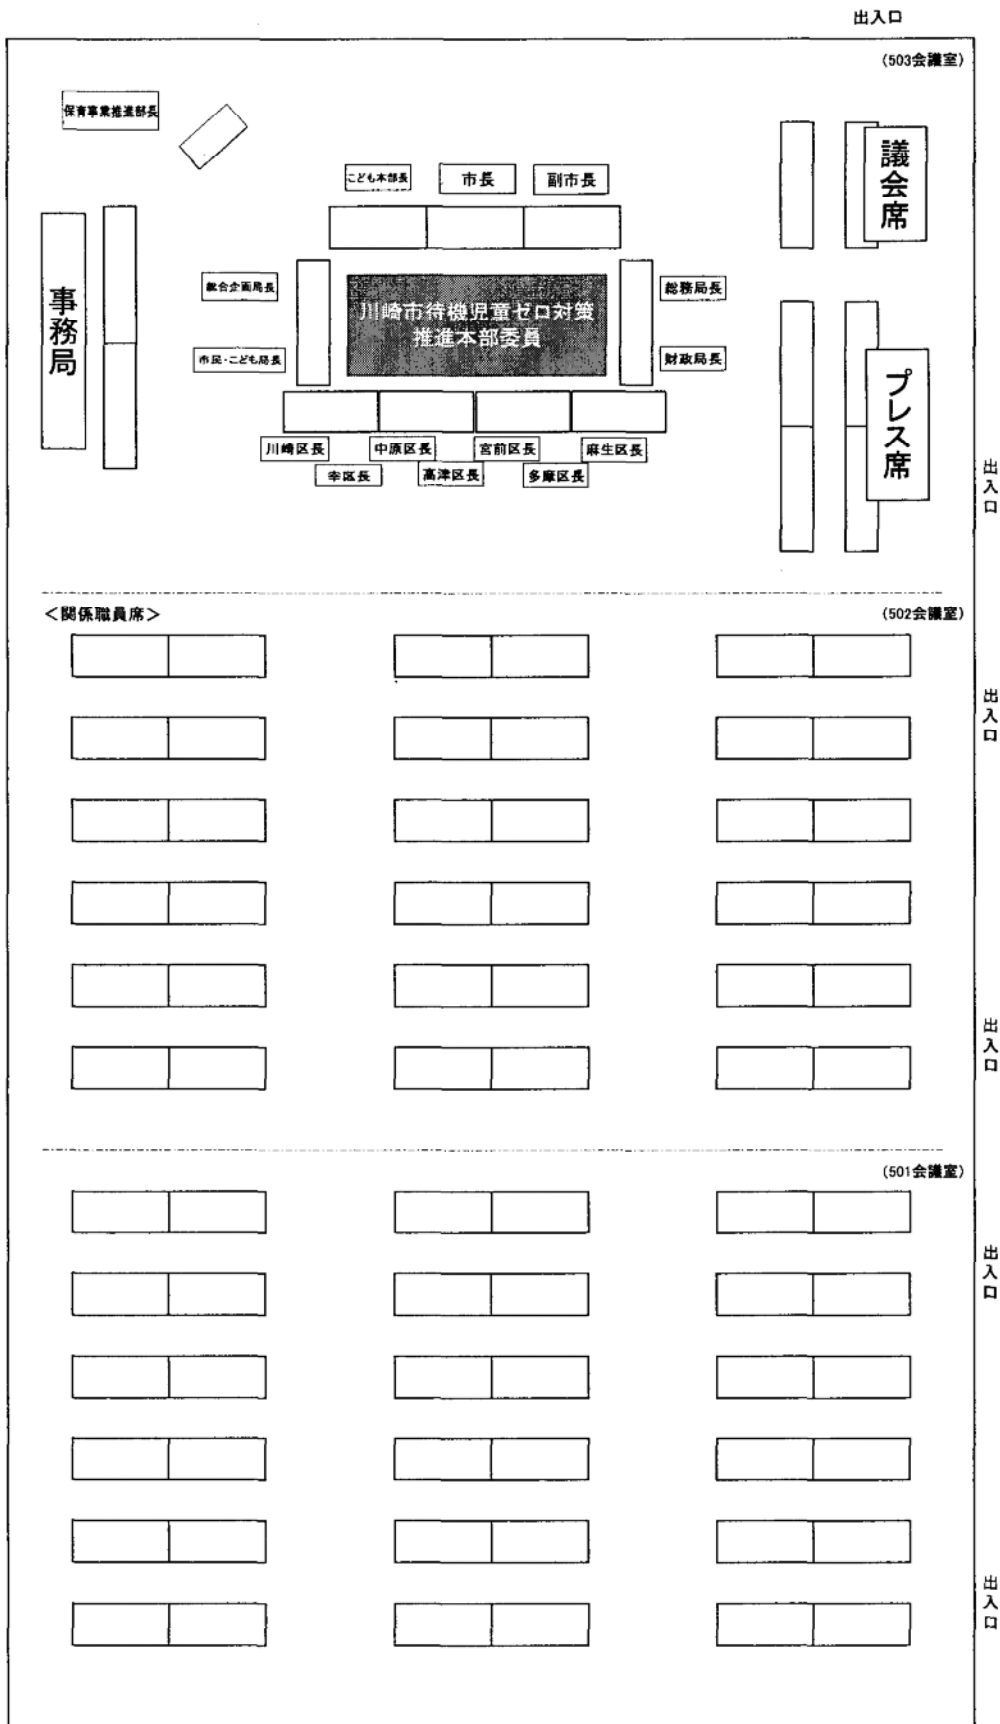 出入口
(503会議室)
保育事業推進部長
議会席
こども本部長
市長
副市長
事務局
総合企画局長
総務局長
川崎市待機児童ゼロ対策
推進本部委員
市民・こども局長
財政局長
プレス席
川崎区長
中原区長
宮前区長
麻生区長
幸区長
高津区長
多摩区長
出入口
<関係職員席>
(502会議室)
出入口
出入口
(501会議室)
出入口
出入口